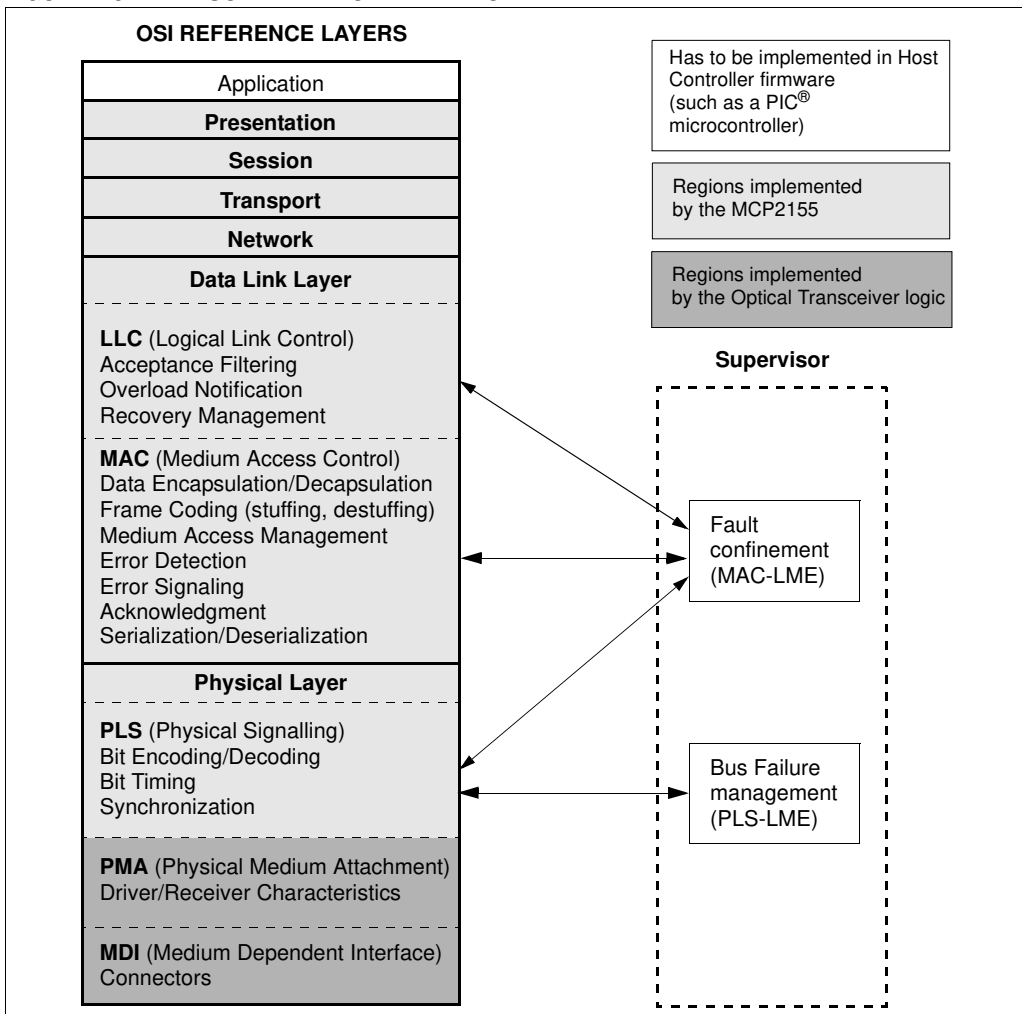 OSI REFERENCE LAYERS
Application
Presentation
Session
Transport
Network
Data Link Layer
LLC (Logical Link Control)
Acceptance Filtering
Overload Notification
Recovery Management
MAC (Medium Access Control)
Data Encapsulation/Decapsulation
Frame Coding (stuffing, destuffing)
Medium Access Management
Error Detection
Error Signaling
Acknowledgment
Serialization/Deserialization
Physical Layer
PLS (Physical Signalling)
Bit Encoding/Decoding
Bit Timing
Synchronization
PMA (Physical Medium Attachment)
Driver/Receiver Characteristics
MDI (Medium Dependent Interface)
Connectors
Has to be implemented in Host
Controller firmware
(such as a PIC®
microcontroller)
Regions implemented
by the MCP2155
Regions implemented
by the Optical Transceiver logic
Supervisor
Fault
confinement
(MAC-LME)
Bus Failure
management
(PLS-LME)